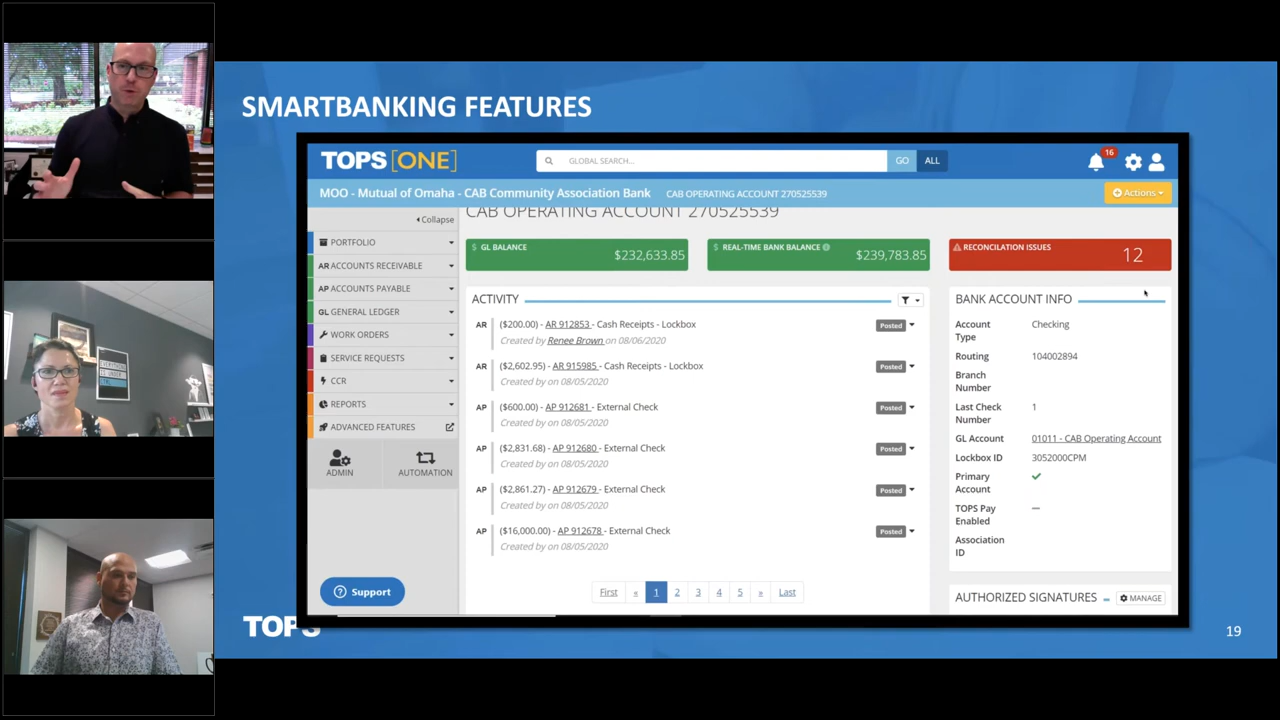 SMARTBANKING FEATURES
TOPS [ONE]
GLOBAL SEARCH...
GO
ALL
16
MOO - Mutual of Omaha - CAB Community Association Bank
CAB OPERATING ACCOUNT 270525539
Actions
Collapse
CAB OPERATING ACCOUNT 270525539
PORTFOLIO
AR ACCOUNTS RECEIVABLE
AP ACCOUNTS PAYABLE
GL GENERAL LEDGER
WORK ORDERS
SERVICE REQUESTS
CCR
REPORTS
ADVANCED FEATURES
ADMIN
AUTOMATION
Support
$ GL BALANCE
$232,633.85
$ REAL-TIME BANK BALANCE
$239,783.85
RECONCILIATION ISSUES
12
ACTIVITY
AR ($200.00) - AR 912853 - Cash Receipts - Lockbox Posted
Created by Renee Brown on 08/06/2020
AR ($2,602.95) - AR 915985 - Cash Receipts - Lockbox Posted
Created by on 08/05/2020
AP ($600.00) - AP 912681 - External Check Posted
Created by on 08/05/2020
AP ($2,831.68) - AP 912680 - External Check Posted
Created by on 08/05/2020
AP ($2,861.27) - AP 912679 - External Check Posted
Created by on 08/05/2020
AP ($16,000.00) - AP 912678 - External Check Posted
Created by on 08/05/2020
First « 1 2 3 4 5 » Last
BANK ACCOUNT INFO
Account Checking
Type
Routing 104002894
Branch
Number
Last Check 1
Number
GL Account 01011 - CAB Operating Account
Lockbox ID 3052000CPM
Primary
Account
TOPS Pay —
Enabled
Association
ID
AUTHORIZED SIGNATURES
MANAGE
TOPS
19